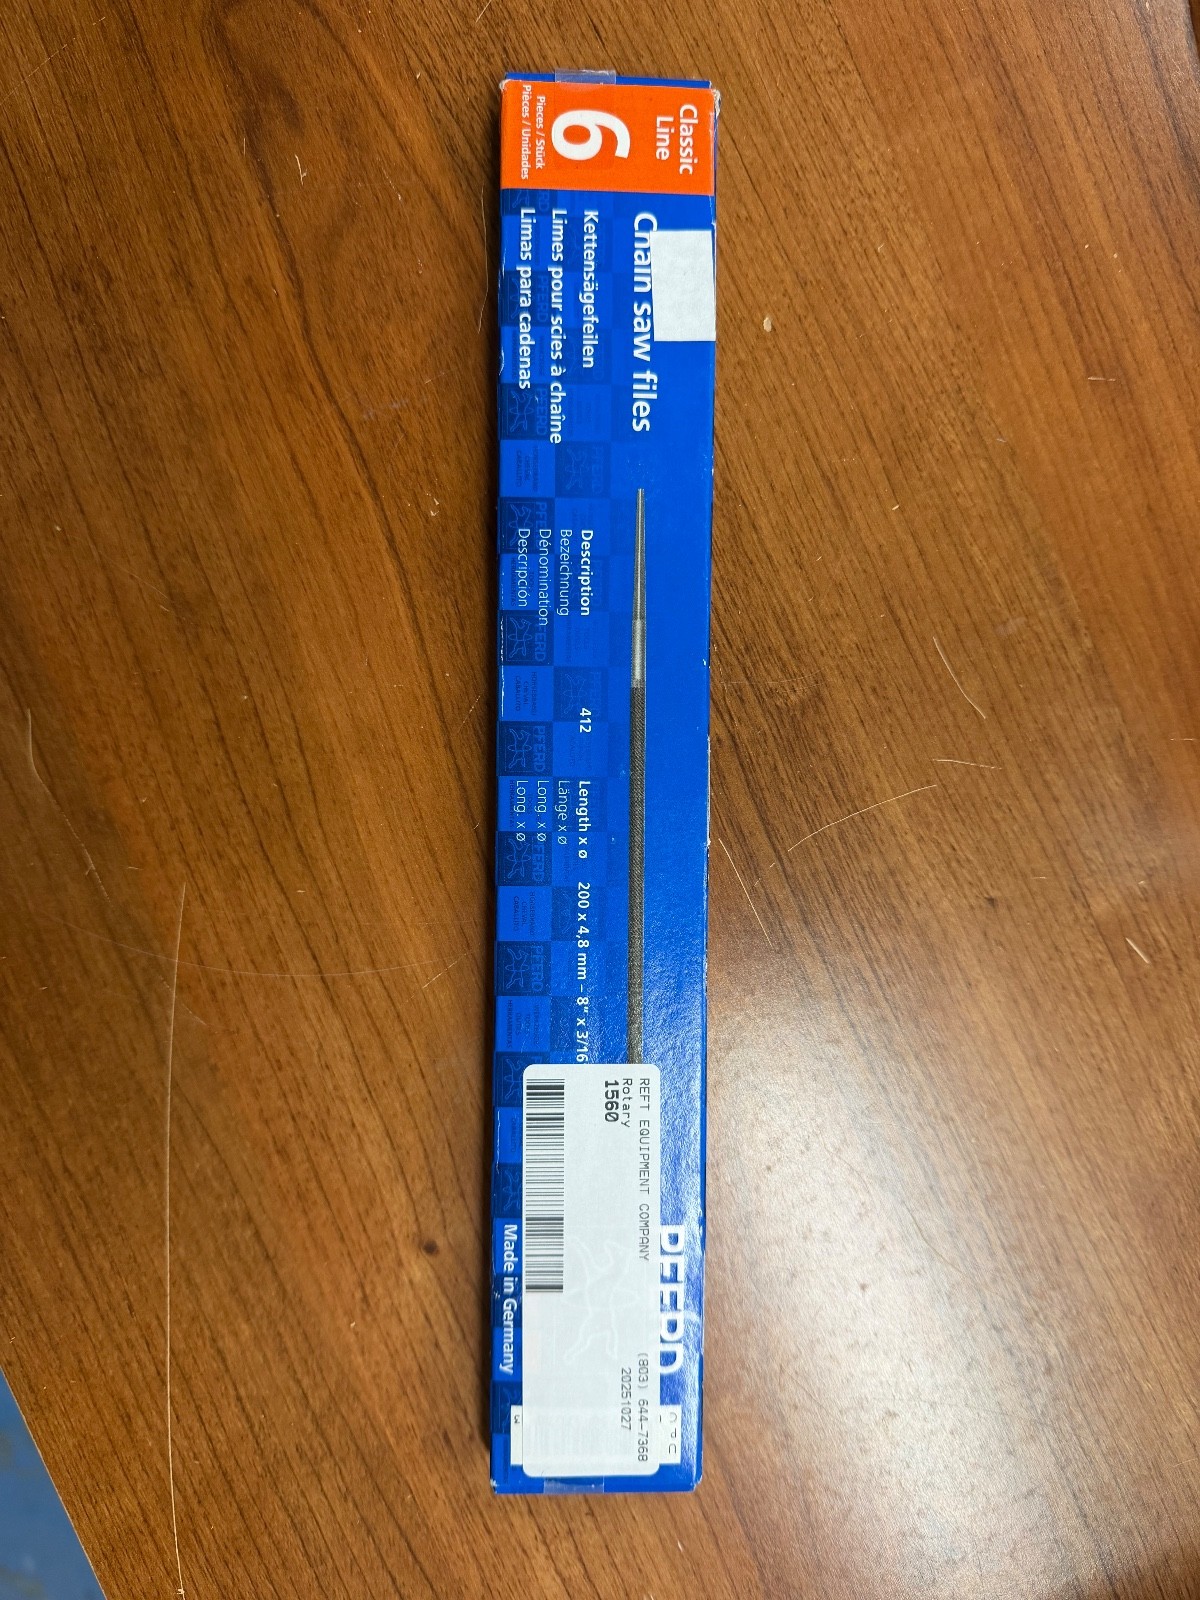 Classic
Line
6
Pieces / Stück
Pièces / Unidades
Chain saw files
Kettensägefeilen
Limes pour scies à chaîne
Limas para cadenas
Description
Bezeichnung
Dénomination
Descripción
412
Length x ø
Länge x ø
Long. x ø
Long. x ø
200 x 4,8 mm – 8" x 3/16
REFT EQUIPMENT COMPANY
(803) 644-7368
Rotary
20251027
1560
PFERD
Made in Germany